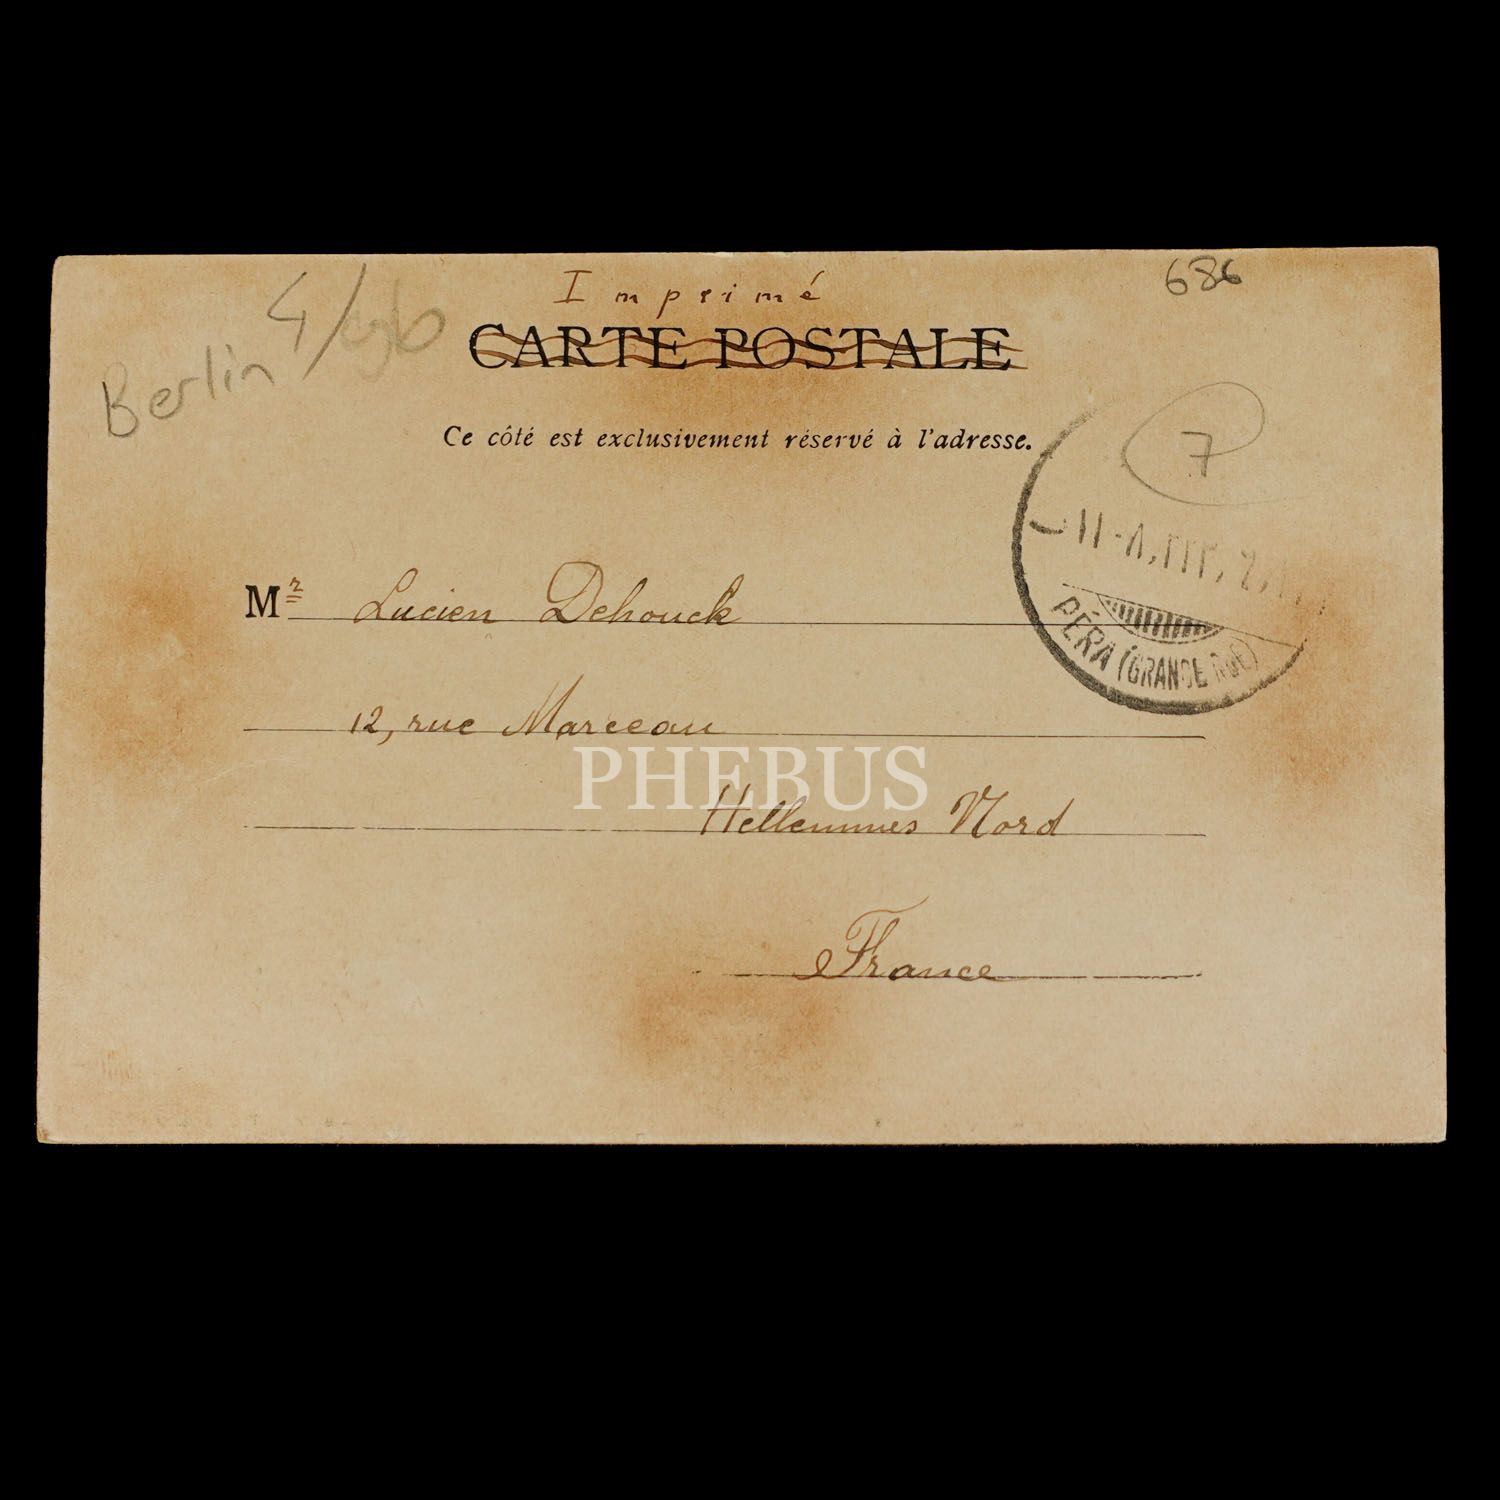 Imprimé
686
Berlin 4/96
CARTE POSTALE
Ce côté est exclusivement réservé à l'adresse.
7
PÉRA (GRANDE RUE)
Mr Lucien Dehouck
12, rue Marceau
PHEBUS
Hellemmes Nord
France